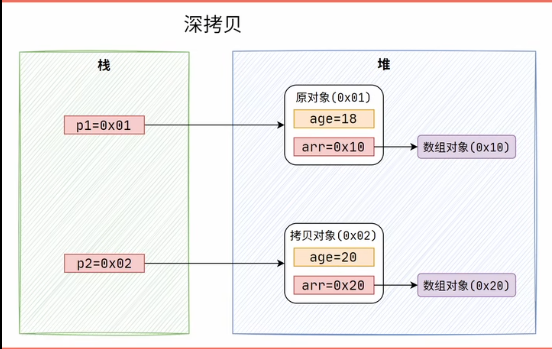 深拷贝
栈
堆
原对象(0x01)
p1=0x01
age=18
arr=0x10
数组对象(0x10)
拷贝对象(0x02)
p2=0x02
age=20
arr=0x20
数组对象(0x20)